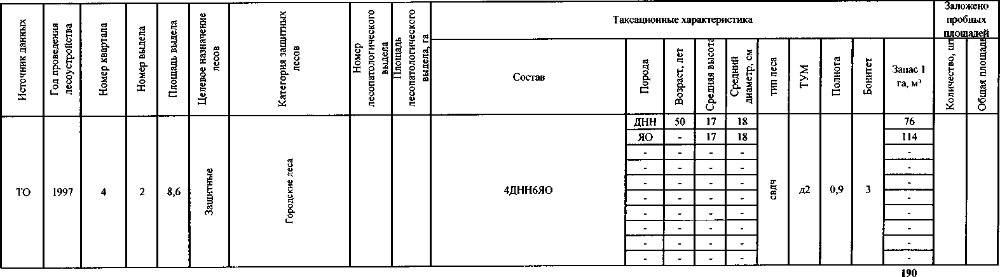 Источник данных
Год проведения
лесоустройства
Номер квартала
Номер выдела
Площадь выдела
Целевое назначение
лесов
Категория защитных
лесов
Номер
лесопатологического
выдела
Площадь
лесопатологического
выдела, га
Таксационные характеристика
Заложено
пробных
площадей
Состав
Порода
Возраст, лет
Средняя высота
Средний
диаметр, см
тип леса
ТУМ
Полнота
Бонитет
Запас 1
га, м³
Количество, шт
Общая площадь
ТО
1997
4
2
8,6
Защитные
Городские леса
4ДНН6ЯО
ДНН 50 17 18
ЯО - 17 18
- - - -
- - - -
- - - -
- - - -
- - - -
- - - -
- - - -
- - - -
свдч
д2
0,9
3
76
114
-
-
-
-
-
-
-
-
190